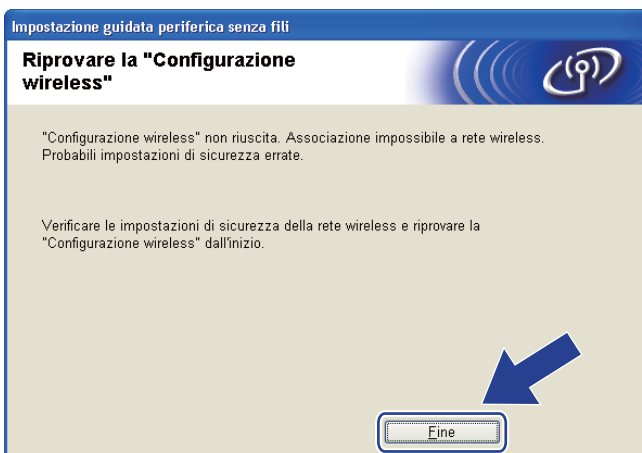 Impostazione guidata periferica senza fili
Riprovare la "Configurazione
wireless"
"Configurazione wireless" non riuscita. Associazione impossibile a rete wireless.
Probabili impostazioni di sicurezza errate.
Verificare le impostazioni di sicurezza della rete wireless e riprovare la
"Configurazione wireless" dall'inizio.
Fine